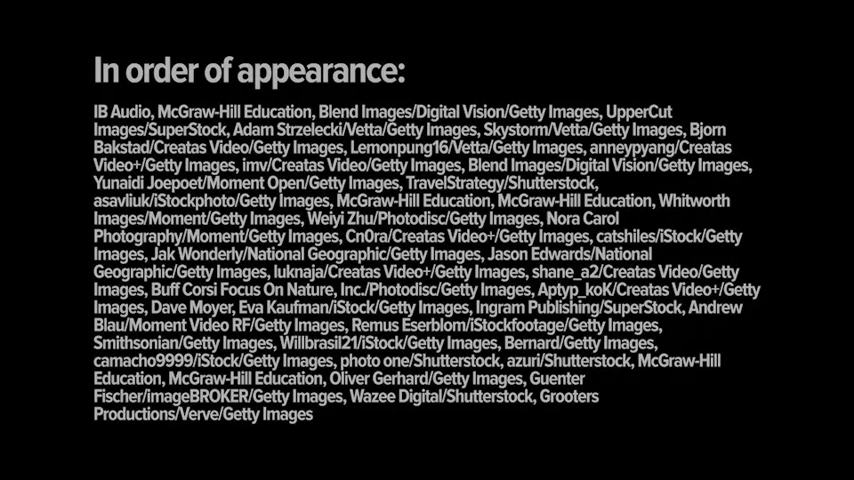 In order of appearance:
IB Audio, McGraw-Hill Education, Blend Images/Digital Vision/Getty Images, UpperCut
Images/SuperStock, Adam Strzelecki/Vetta/Getty Images, Skystorm/Vetta/Getty Images, Bjorn
Bakstad/Creatas Video/Getty Images, Lemonpung16/Vetta/Getty Images, anneypyang/Creatas
Video+/Getty Images, imv/Creatas Video/Getty Images, Blend Images/Digital Vision/Getty Images,
Yunaidi Joepoet/Moment Open/Getty Images, TravelStrategy/Shutterstock,
asavliuk/iStockphoto/Getty Images, McGraw-Hill Education, McGraw-Hill Education, Whitworth
Images/Moment/Getty Images, Weiyi Zhu/Photodisc/Getty Images, Nora Carol
Photography/Moment/Getty Images, Cn0ra/Creatas Video+/Getty Images, catshiles/iStock/Getty
Images, Jak Wonderly/National Geographic/Getty Images, Jason Edwards/National
Geographic/Getty Images, luknaja/Creatas Video+/Getty Images, shane_a2/Creatas Video/Getty
Images, Buff Corsi Focus On Nature, Inc./Photodisc/Getty Images, Aptyp_koK/Creatas Video+/Getty
Images, Dave Moyer, Eva Kaufman/iStock/Getty Images, Ingram Publishing/SuperStock, Andrew
Blau/Moment Video RF/Getty Images, Remus Eserblom/iStockfootage/Getty Images,
Smithsonian/Getty Images, Willbrasil21/iStock/Getty Images, Bernard/Getty Images,
camacho9999/iStock/Getty Images, photo one/Shutterstock, azuri/Shutterstock, McGraw-Hill
Education, McGraw-Hill Education, Oliver Gerhard/Getty Images, Guenter
Fischer/imageBROKER/Getty Images, Wazee Digital/Shutterstock, Grooters
Productions/Verve/Getty Images